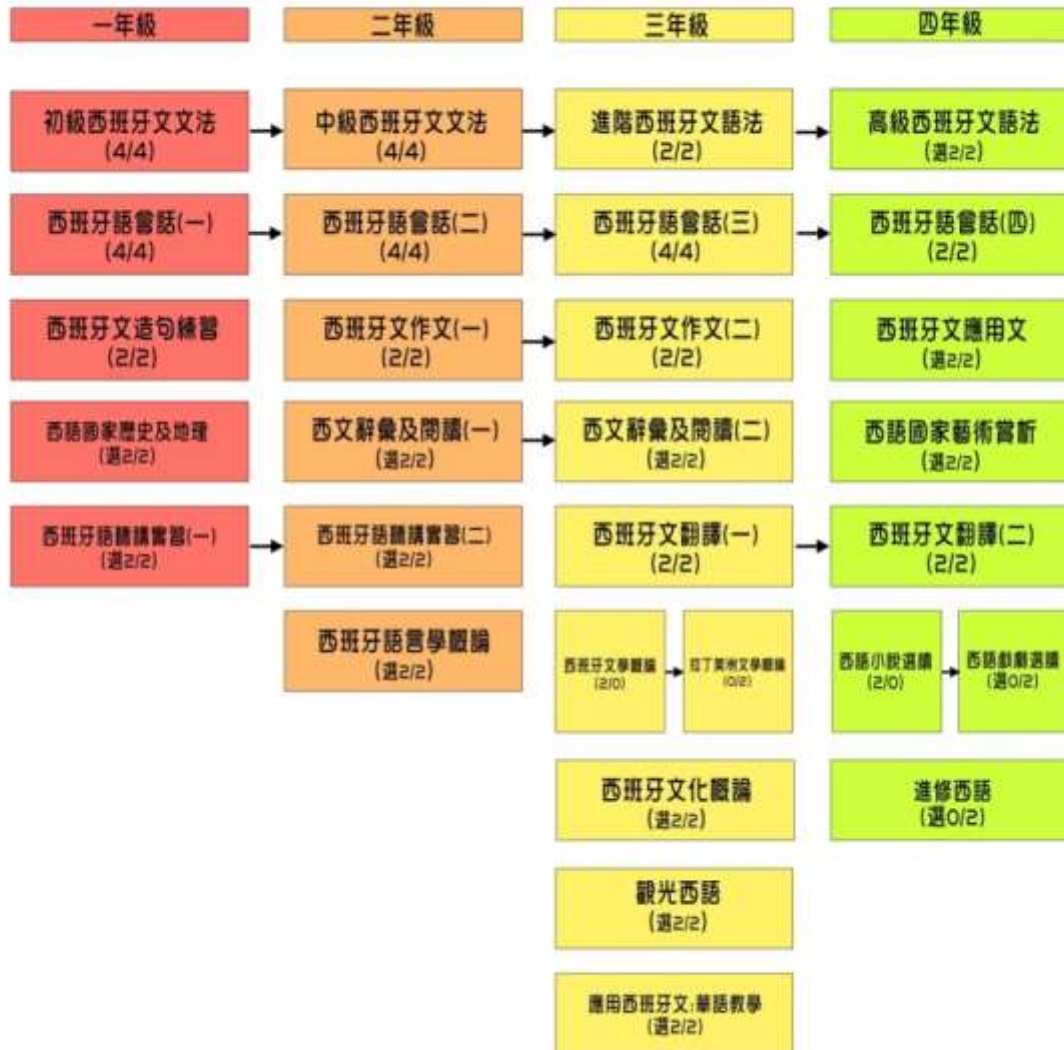 一年級
二年級
三年級
四年級
初級西班牙文文法
(4/4)
中級西班牙文文法
(4/4)
進階西班牙文語法
(2/2)
高級西班牙文語法
(選2/2)
西班牙語會話(一)
(4/4)
西班牙語會話(二)
(4/4)
西班牙語會話(三)
(4/4)
西班牙語會話(四)
(2/2)
西班牙文造句練習
(2/2)
西班牙文作文(一)
(2/2)
西班牙文作文(二)
(2/2)
西班牙文應用文
(選2/2)
西語國家歷史及地理
(選2/2)
西文辭彙及閱讀(一)
(選2/2)
西文辭彙及閱讀(二)
(選2/2)
西語國家藝術賞析
(選2/2)
西班牙語聽講實習(一)
(選2/2)
西班牙語聽講實習(二)
(選2/2)
西班牙文翻譯(一)
(2/2)
西班牙文翻譯(二)
(2/2)
西班牙語言學概論
(選2/2)
西班牙文學概論
(2/0)
拉丁美洲文學概論
(0/2)
西語小說選讀
(2/0)
西語戲劇選讀
(選0/2)
西班牙文化概論
(選2/2)
進修西語
(選0/2)
觀光西語
(選2/2)
應用西班牙文:華語教學
(選2/2)